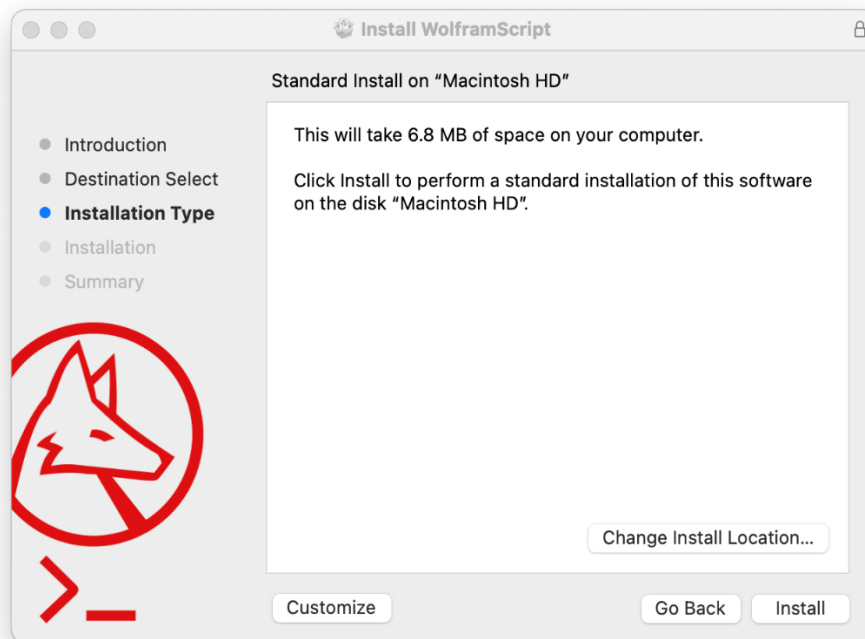 Install WolframScript
Standard Install on “Macintosh HD”
Introduction
Destination Select
Installation Type
Installation
Summary
This will take 6.8 MB of space on your computer.
Click Install to perform a standard installation of this software
on the disk “Macintosh HD”.
Change Install Location...
Customize
Go Back
Install